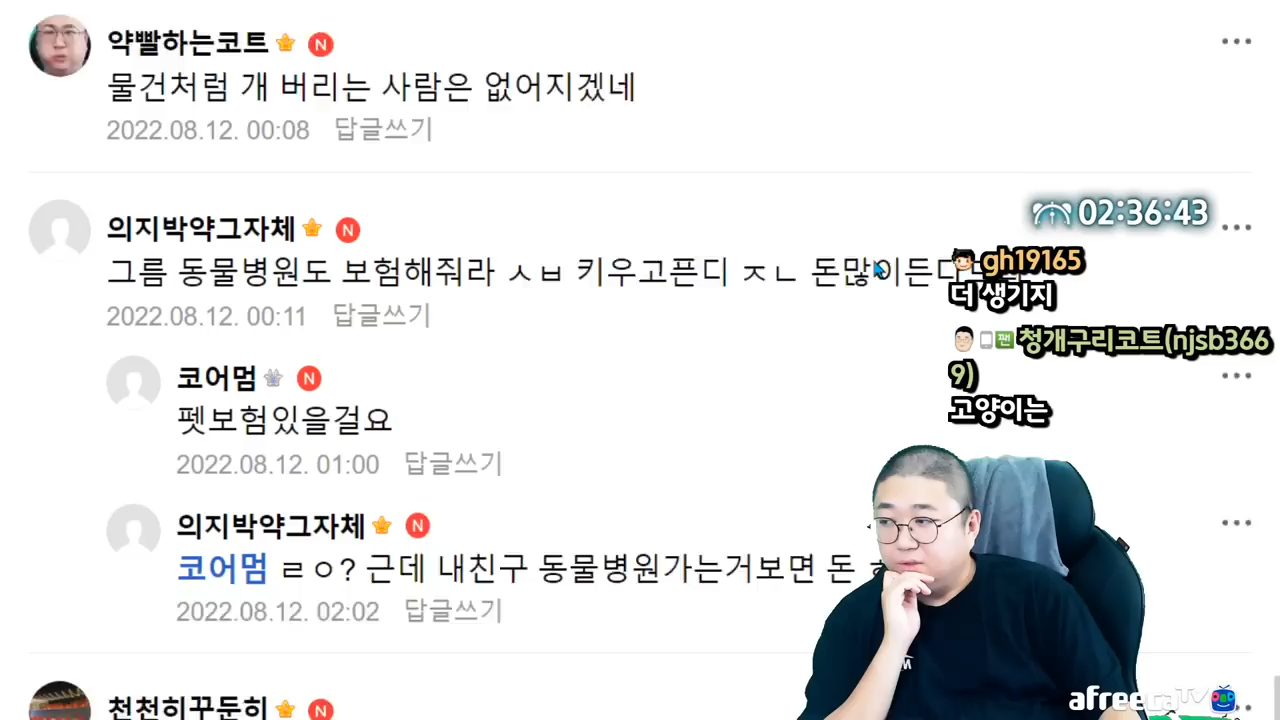 약빨하는코트 N
물건처럼 개 버리는 사람은 없어지겠네
2022.08.12. 00:08 답글쓰기
의지박약그자체 N
02:36:43
그름 동물병원도 보험해줘라 ㅅㅂ 키우고픈디 ㅈㄴ 돈많이든다
2022.08.12. 00:11 답글쓰기
gh19165
더 생기지
팬 청개구리코트(njsb3669)
고양이는
코어멈 N
펫보험있을걸요
2022.08.12. 01:00 답글쓰기
의지박약그자체 N
코어멈 ㄹㅇ? 근데 내친구 동물병원가는거보면 돈
2022.08.12. 02:02 답글쓰기
천천히꾸둔히 N
afreecaTV